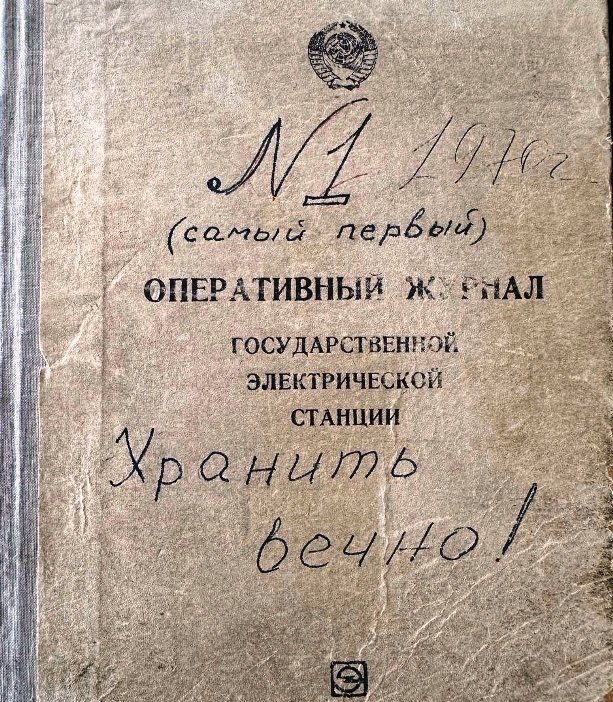 №1 1970г.
(самый первый)
ОПЕРАТИВНЫЙ ЖУРНАЛ
ГОСУДАРСТВЕННОЙ
ЭЛЕКТРИЧЕСКОЙ
СТАНЦИИ
Хранить
вечно!